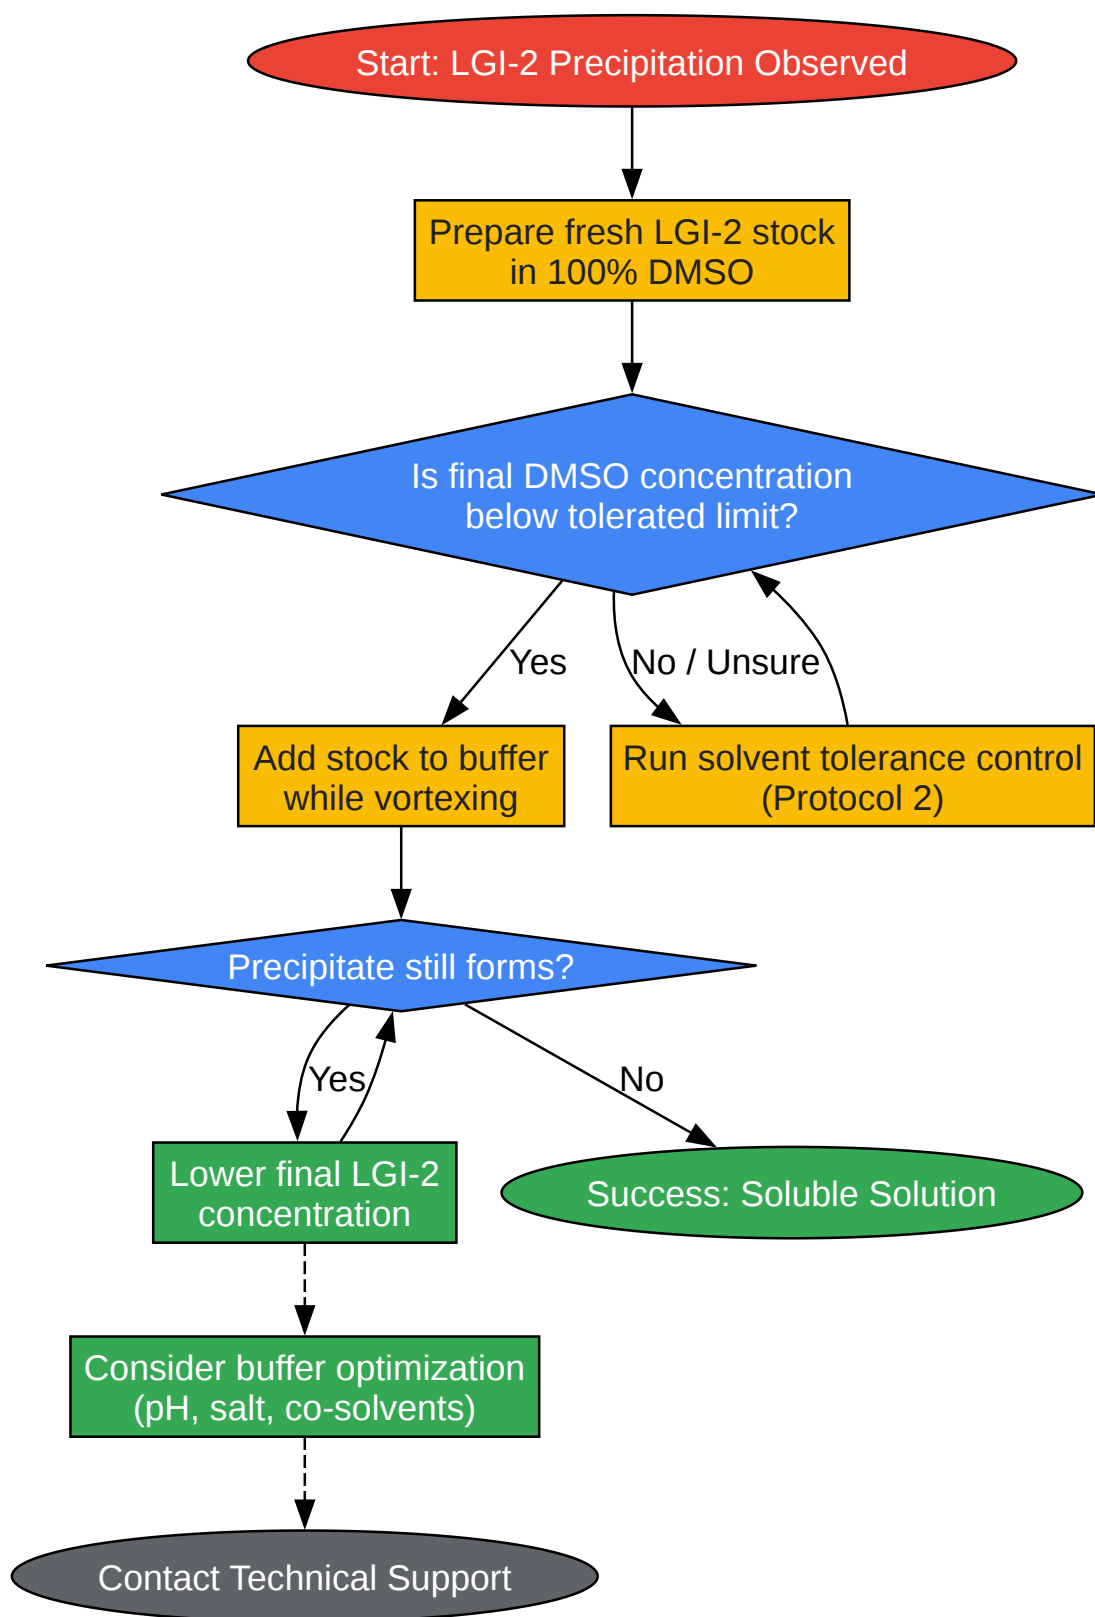 Start: LGI-2 Precipitation Observed
Prepare fresh LGI-2 stock
in 100% DMSO
Is final DMSO concentration
below tolerated limit?
Yes
No / Unsure
Add stock to buffer
while vortexing
Run solvent tolerance control
(Protocol 2)
Precipitate still forms?
Yes
No
Lower final LGI-2
concentration
Success: Soluble Solution
Consider buffer optimization
(pH, salt, co-solvents)
Contact Technical Support